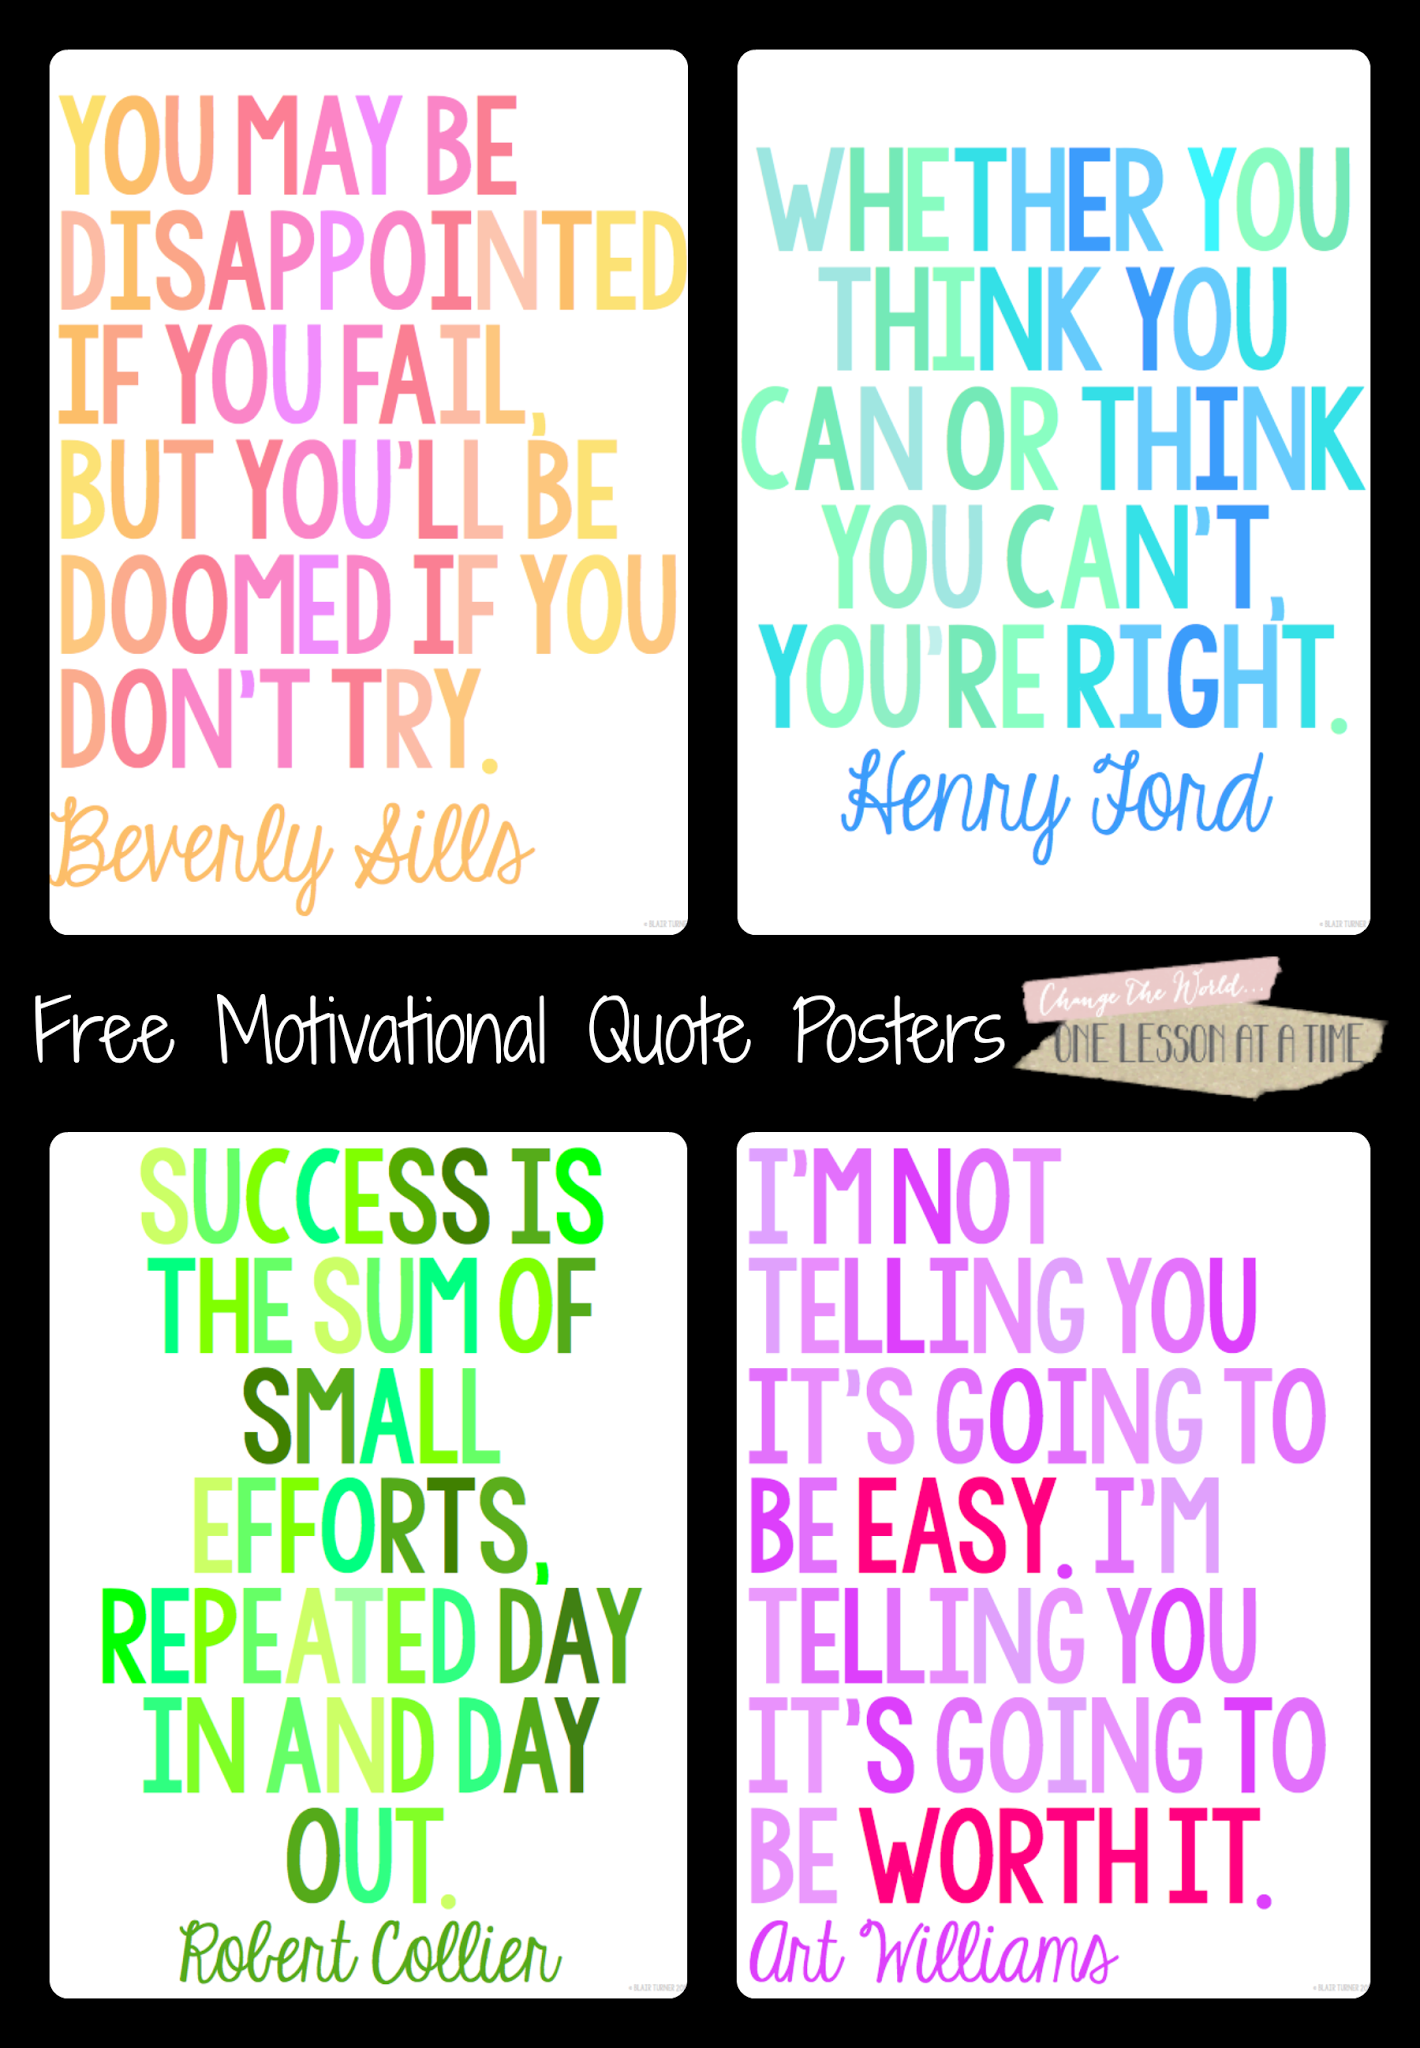 YOU MAY BE
DISAPPOINTED
IF YOU FAIL,
BUT YOU'LL BE
DOOMED IF YOU
DON'T TRY.
Beverly Sills
© BLAIR TURNE
WHETHER YOU
THINK YOU
CAN OR THINK
YOU CAN'T,
YOU'RE RIGHT.
Henry Ford
© BLAIR TURNER
Free Motivational Quote Posters
Change The World...
ONE LESSON AT A TIME
SUCCESS IS
THE SUM OF
SMALL
EFFORTS,
REPEATED DAY
IN AND DAY
OUT.
Robert Collier
© BLAIR TURNER 20
I'M NOT
TELLING YOU
IT'S GOING TO
BE EASY. I'M
TELLING YOU
IT'S GOING TO
BE WORTH IT.
Art Williams
© BLAIR TURNER 20